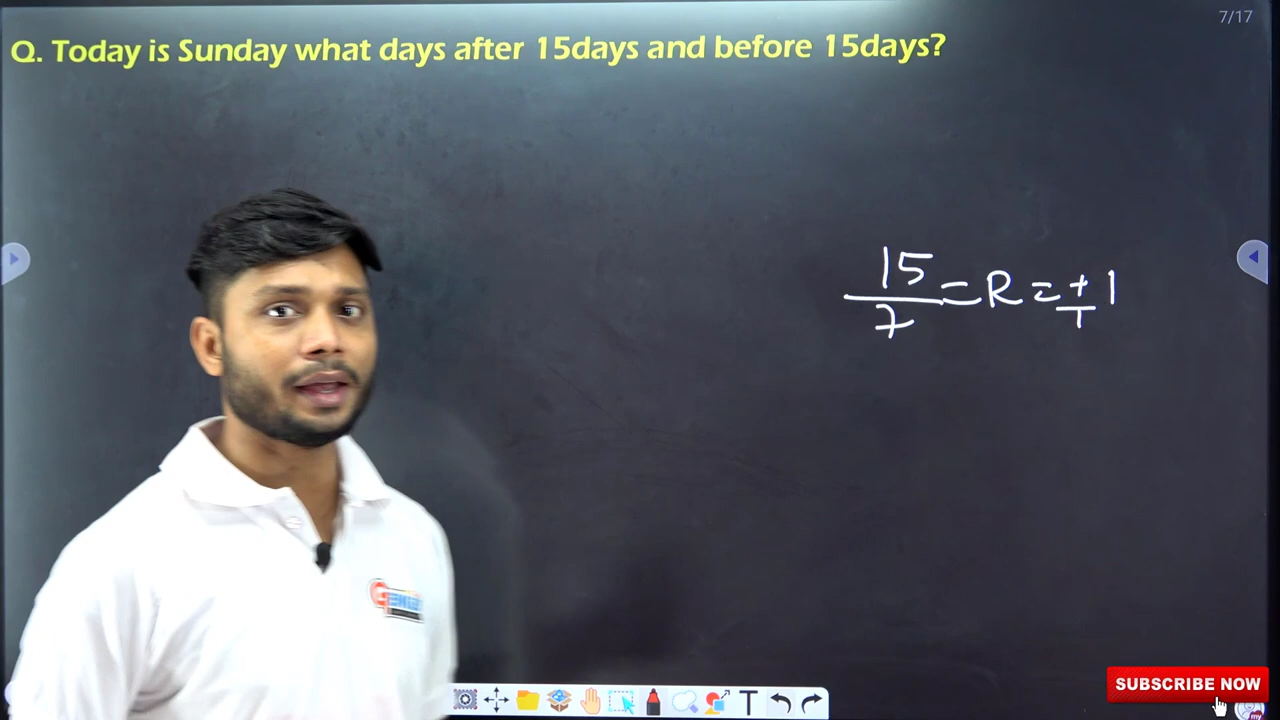 7/17
Q. Today is Sunday what days after 15days and before 15days?
15
7
= R = + 1
T
SUBSCRIBE NOW